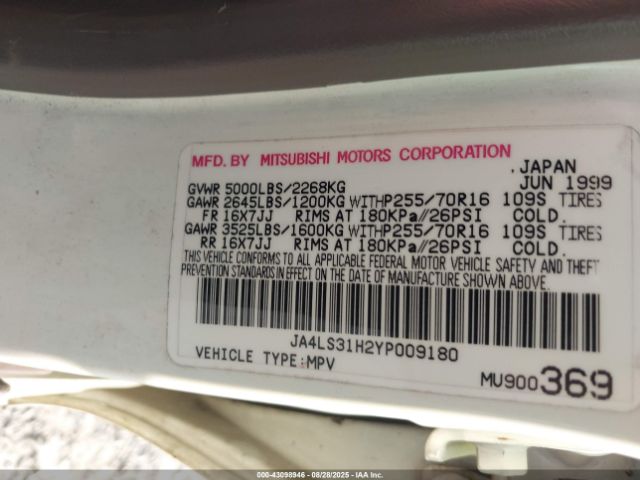 MFD. BY MITSUBISHI MOTORS CORPORATION
. JAPAN
GVWR 5000LBS/2268KG JUN 1999
GAWR 2645LBS/1200KG WITHP255/70R16 109S TIRES
FR 16X7JJ RIMS AT 180KPa//26PSI COLD.
GAWR 3525LBS/1600KG WITHP255/70R16 109S TIRES
RR 16X7JJ RIMS AT 180KPa//26PSI COLD.
THIS VEHICLE CONFORMS TO ALL APPLICABLE FEDERAL MOTOR VEHICLE SAFETY AND THEFT
PREVENTION STANDARDS IN EFFECT ON THE DATE OF MANUFACTURE SHOWN ABOVE.
JA4LS31H2YP009180
VEHICLE TYPE:MPV
MU900369
000-43098946 - 08/28/2025 - IAAI, Inc.